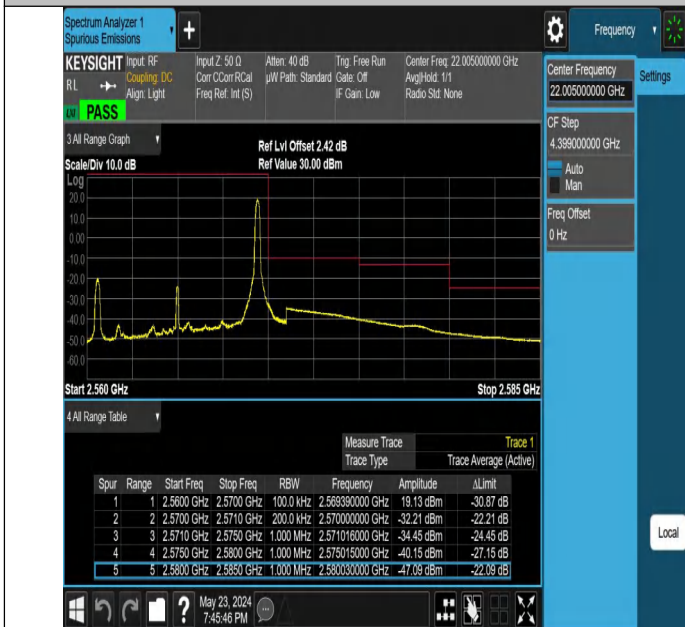 Spectrum Analyzer 1
Spurious Emissions
Frequency
KEYSIGHT Input: RF Input Z: 50 Ω Atten: 40 dB Trig: Free Run Center Freq: 22.005000000 GHz
RL Coupling: DC Corr CCorr RCal µW Path: Standard Gate: Off Avg|Hold: 1/1
Align: Light Freq Ref: Int (S) IF Gain: Low Radio Std: None
PASS
3 All Range Graph
Ref Lvl Offset 2.42 dB
Scale/Div 10.0 dB Ref Value 30.00 dBm
Log
20.0
10.0
0.00
-10.0
-20.0
-30.0
-40.0
-50.0
-60.0
Start 2.560 GHz Stop 2.585 GHz
4 All Range Table
Measure Trace Trace 1
Trace Type Trace Average (Active)
Spur Range Start Freq Stop Freq RBW Frequency Amplitude ΔLimit
1 1 2.5600 GHz 2.5700 GHz 100.0 kHz 2.569390000 GHz 19.13 dBm -30.87 dB
2 2 2.5700 GHz 2.5710 GHz 200.0 kHz 2.570000000 GHz -32.21 dBm -22.21 dB
3 3 2.5710 GHz 2.5750 GHz 1.000 MHz 2.571016000 GHz -34.45 dBm -24.45 dB
4 4 2.5750 GHz 2.5800 GHz 1.000 MHz 2.575015000 GHz -40.15 dBm -27.15 dB
5 5 2.5800 GHz 2.5850 GHz 1.000 MHz 2.580030000 GHz -47.09 dBm -22.09 dB
May 23, 2024
7:45:46 PM
Center Frequency
22.005000000 GHz
Settings
CF Step
4.399000000 GHz
Auto
Man
Freq Offset
0 Hz
Local